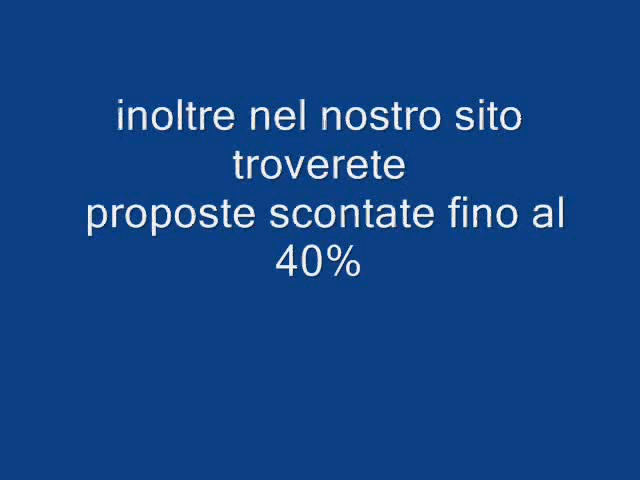 inoltre nel nostro sito
troverete
proposte scontate fino al
40%